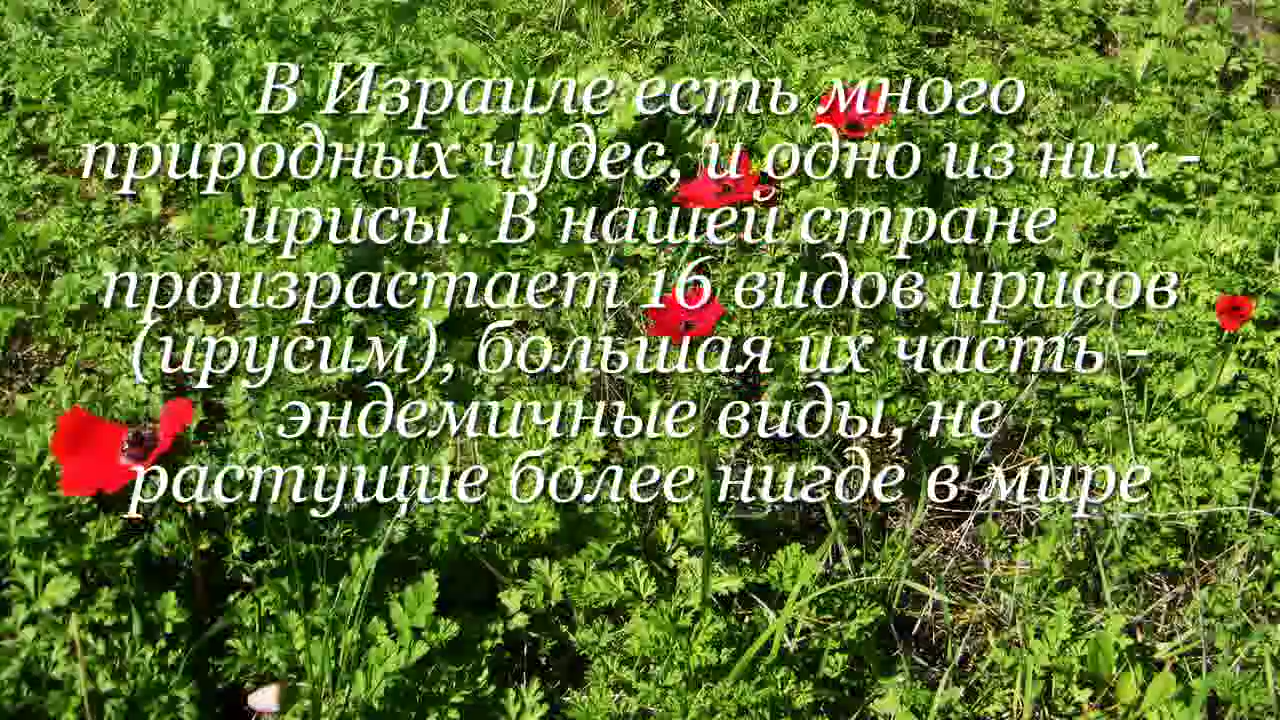 В Израиле есть много
природных чудес, и одно из них -
ирисы. В нашей стране
произрастает 16 видов ирисов
(ирусим), большая их часть -
эндемичные виды, не
растущие более нигде в мире